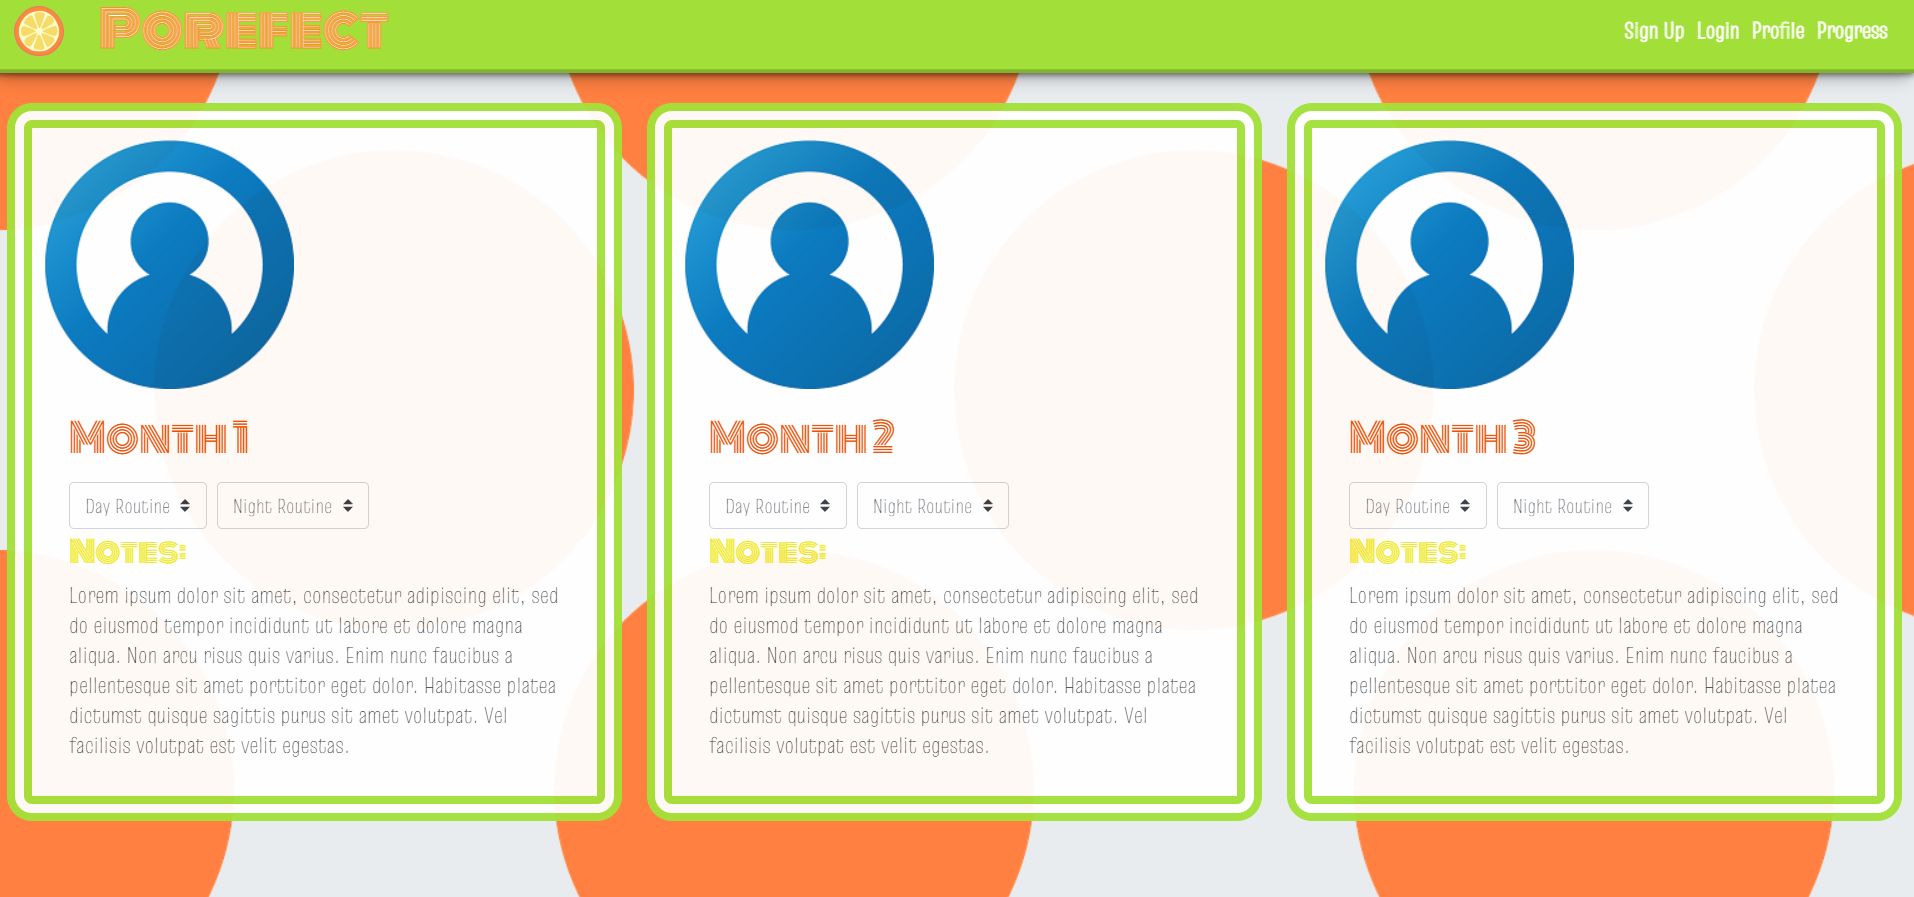 Porefect
Sign Up Login Profile Progress
Month 1
Day Routine Night Routine
Notes:
Lorem ipsum dolor sit amet, consectetur adipiscing elit, sed
do eiusmod tempor incididunt ut labore et dolore magna
aliqua. Non arcu risus quis varius. Enim nunc faucibus a
pellentesque sit amet porttitor eget dolor. Habitasse platea
dictumst quisque sagittis purus sit amet volutpat. Vel
facilisis volutpat est velit egestas.
Month 2
Day Routine Night Routine
Notes:
Lorem ipsum dolor sit amet, consectetur adipiscing elit, sed
do eiusmod tempor incididunt ut labore et dolore magna
aliqua. Non arcu risus quis varius. Enim nunc faucibus a
pellentesque sit amet porttitor eget dolor. Habitasse platea
dictumst quisque sagittis purus sit amet volutpat. Vel
facilisis volutpat est velit egestas.
Month 3
Day Routine Night Routine
Notes:
Lorem ipsum dolor sit amet, consectetur adipiscing elit, sed
do eiusmod tempor incididunt ut labore et dolore magna
aliqua. Non arcu risus quis varius. Enim nunc faucibus a
pellentesque sit amet porttitor eget dolor. Habitasse platea
dictumst quisque sagittis purus sit amet volutpat. Vel
facilisis volutpat est velit egestas.